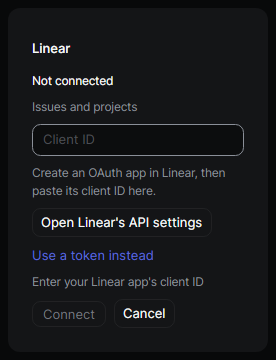 Linear
Not connected
Issues and projects
Client ID
Create an OAuth app in Linear, then
paste its client ID here.
Open Linear's API settings
Use a token instead
Enter your Linear app's client ID
Connect
Cancel